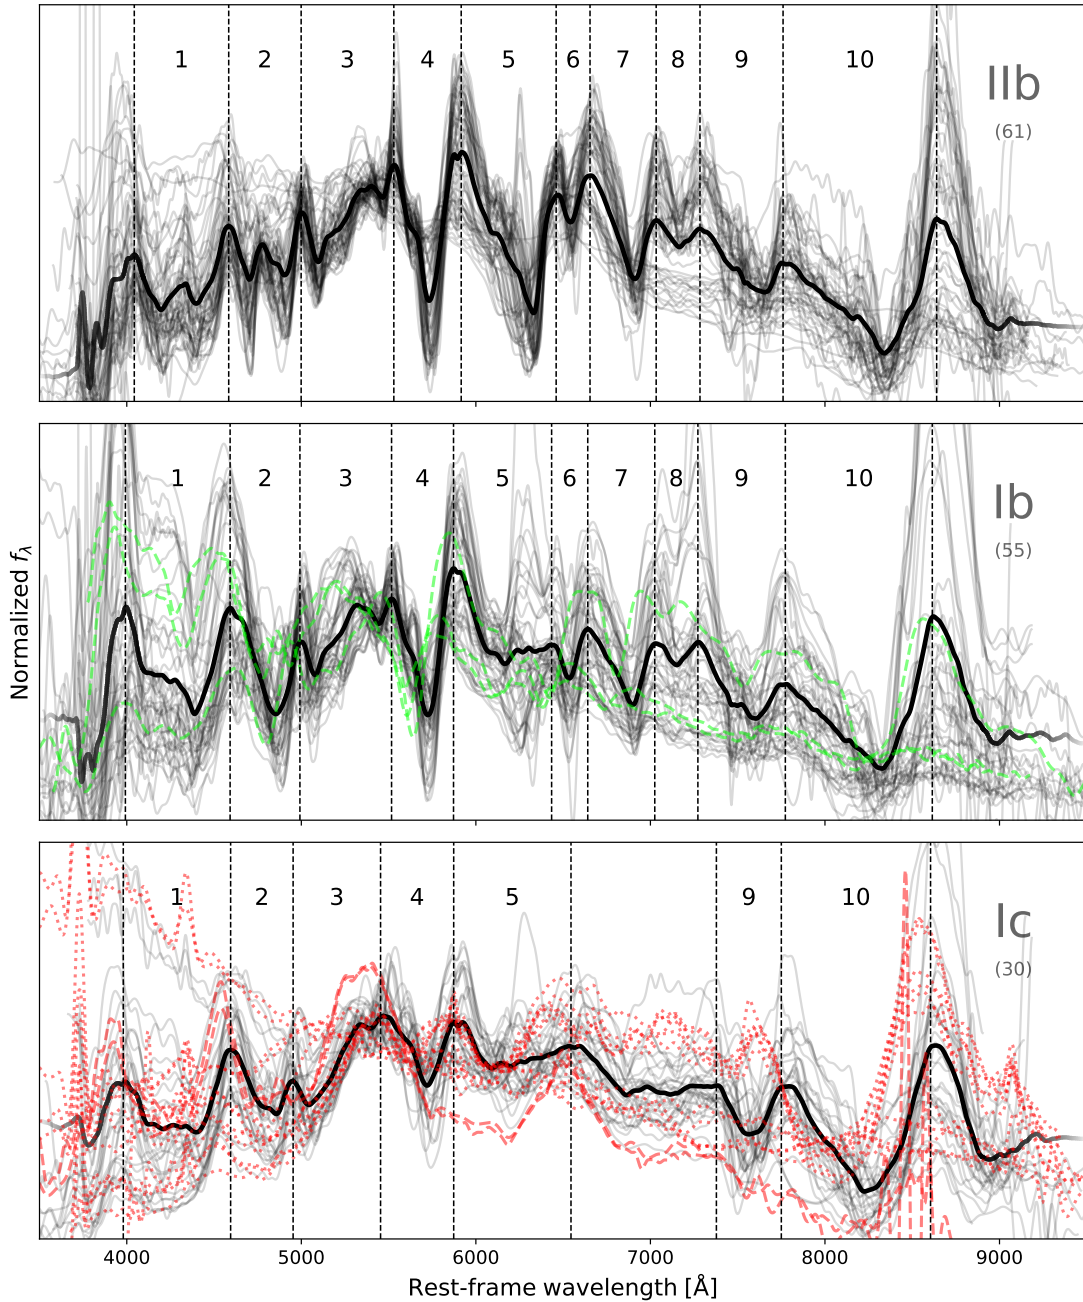 1 2 3 4 5 6 7 8 9 10
IIb
(61)
1 2 3 4 5 6 7 8 9 10
Ib
(55)
Normalized fλ
1 2 3 4 5 9 10
Ic
(30)
4000 5000 6000 7000 8000 9000
Rest-frame wavelength [Å]